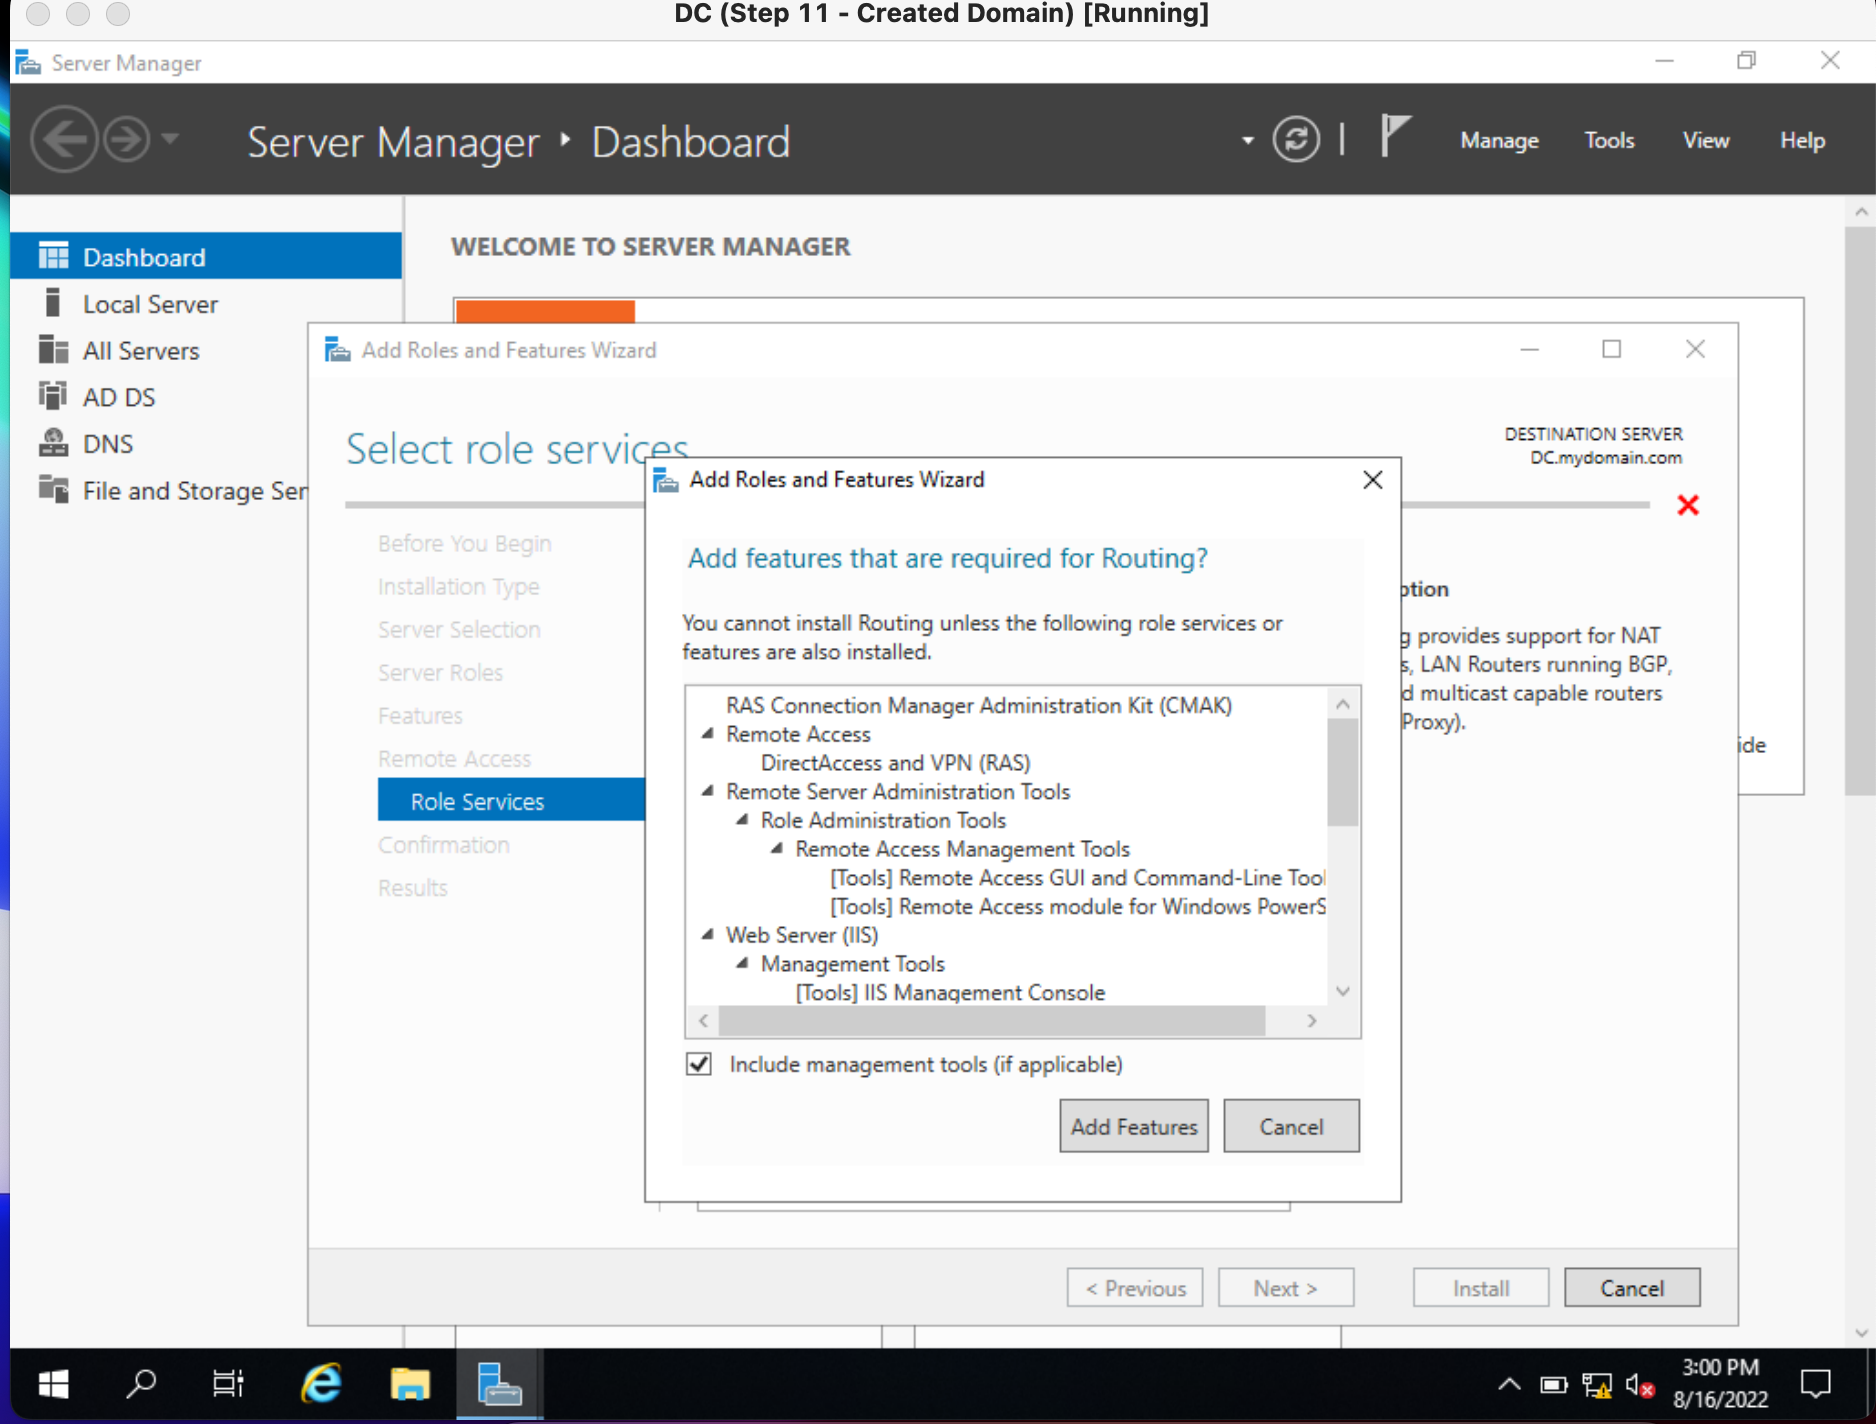 DC (Step 11 - Created Domain) [Running]
Server Manager
Server Manager ‣ Dashboard
Manage
Tools
View
Help
Dashboard
Local Server
All Servers
AD DS
DNS
File and Storage Ser
WELCOME TO SERVER MANAGER
Add Roles and Features Wizard
Select role services
DESTINATION SERVER
DC.mydomain.com
Before You Begin
Installation Type
Server Selection
Server Roles
Features
Remote Access
Role Services
Confirmation
Results
Add Roles and Features Wizard
Add features that are required for Routing?
You cannot install Routing unless the following role services or
features are also installed.
RAS Connection Manager Administration Kit (CMAK)
Remote Access
DirectAccess and VPN (RAS)
Remote Server Administration Tools
Role Administration Tools
Remote Access Management Tools
[Tools] Remote Access GUI and Command-Line Tool
[Tools] Remote Access module for Windows PowerS
Web Server (IIS)
Management Tools
[Tools] IIS Management Console
Include management tools (if applicable)
Add Features
Cancel
ption
g provides support for NAT
s, LAN Routers running BGP,
d multicast capable routers
Proxy).
ide
< Previous
Next >
Install
Cancel
3:00 PM
8/16/2022